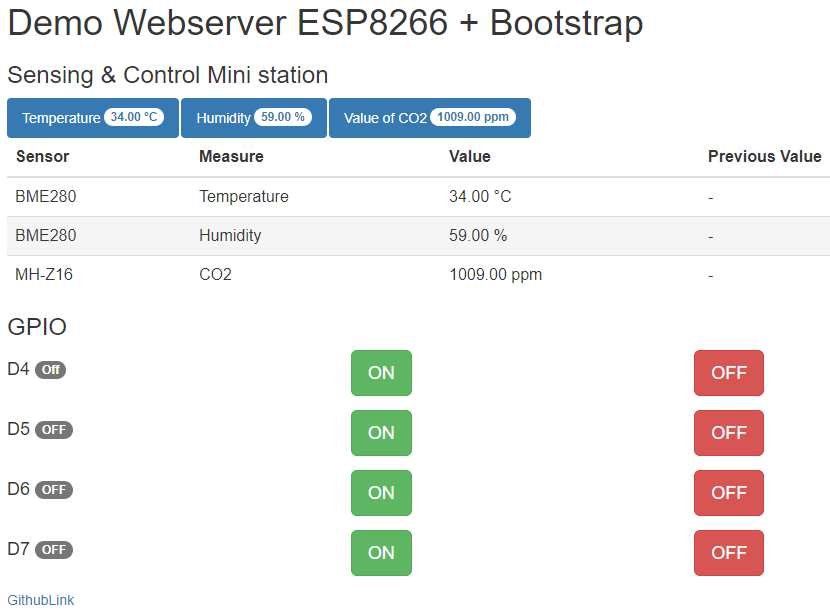 Demo Webserver ESP8266 + Bootstrap
Sensing & Control Mini station
Temperature 34.00 °C Humidity 59.00 % Value of CO2 1009.00 ppm
Sensor Measure Value Previous Value
BME280 Temperature 34.00 °C -
BME280 Humidity 59.00 % -
MH-Z16 CO2 1009.00 ppm -
GPIO
D4 Off ON OFF
D5 OFF ON OFF
D6 OFF ON OFF
D7 OFF ON OFF
GithubLink